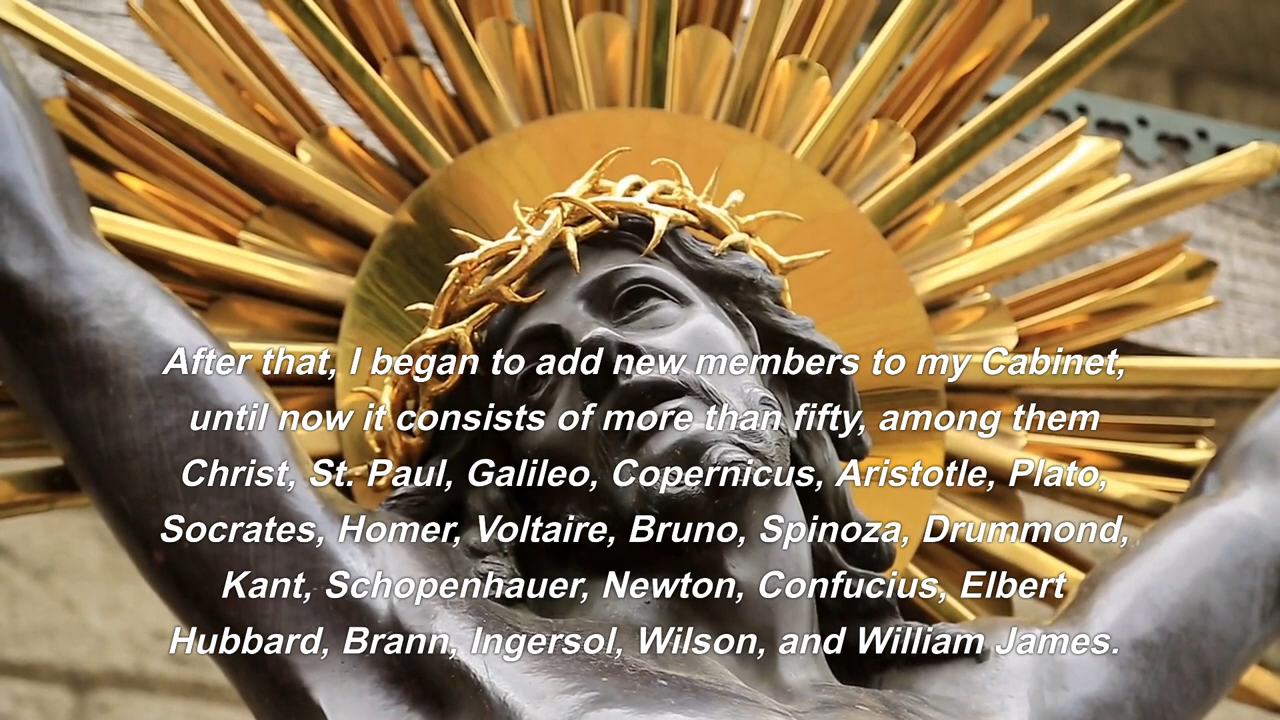 After that, I began to add new members to my Cabinet,
until now it consists of more than fifty, among them
Christ, St. Paul, Galileo, Copernicus, Aristotle, Plato,
Socrates, Homer, Voltaire, Bruno, Spinoza, Drummond,
Kant, Schopenhauer, Newton, Confucius, Elbert
Hubbard, Brann, Ingersol, Wilson, and William James.